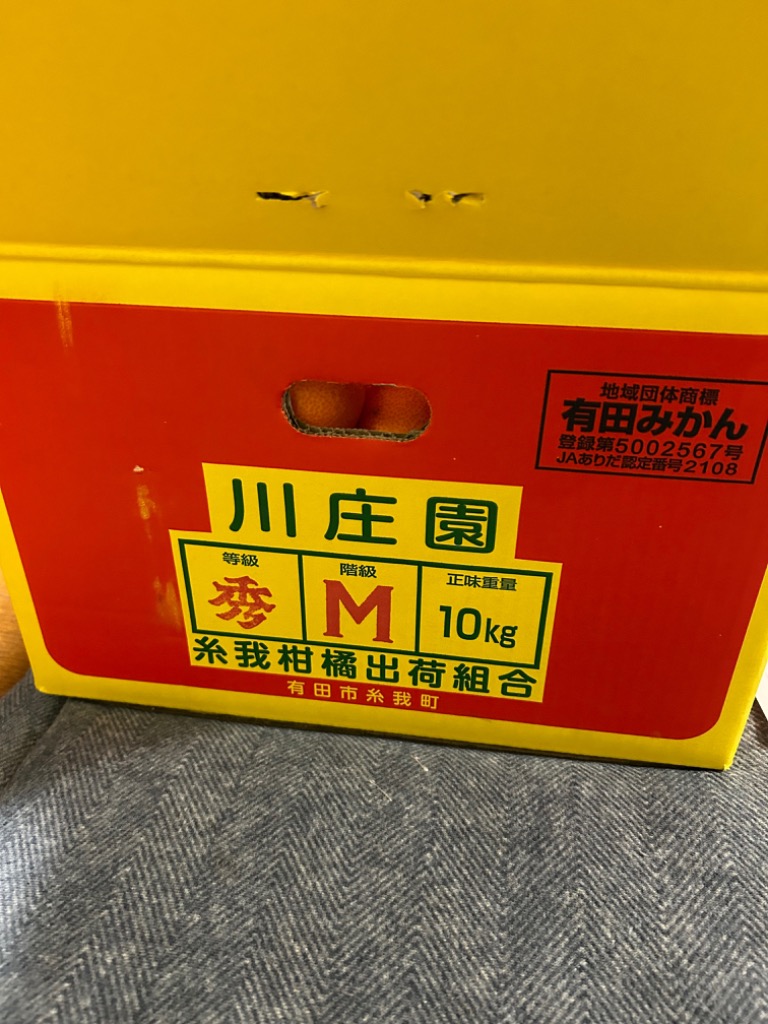 地域団体商標
有田みかん
登録第5002567号
JAありだ認定番号2108
川庄園
等級
秀
階級
M
正味重量
10kg
糸我柑橘出荷組合
有田市糸我町